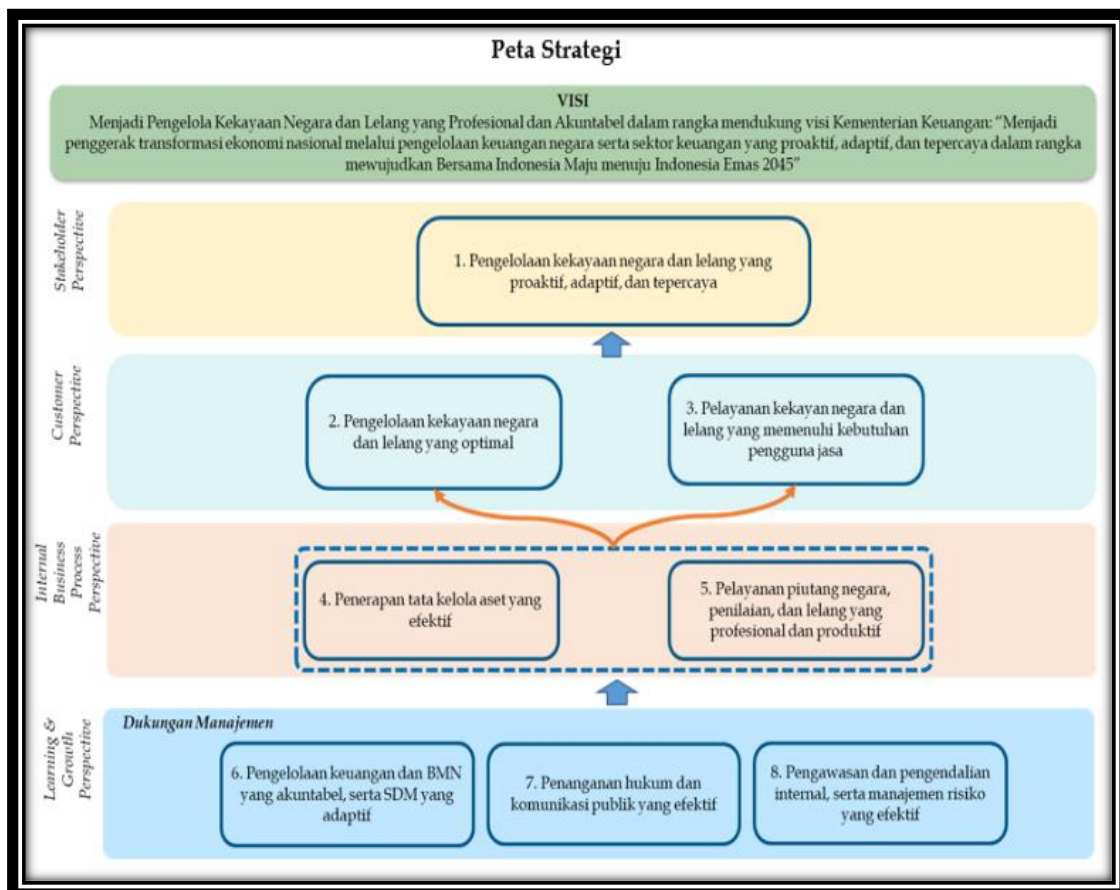 Peta Strategi
VISI
Menjadi Pengelola Kekayaan Negara dan Lelang yang Profesional dan Akuntabel dalam rangka mendukung visi Kementerian Keuangan: “Menjadi
penggerak transformasi ekonomi nasional melalui pengelolaan keuangan negara serta sektor keuangan yang proaktif, adaptif, dan tepercaya dalam rangka
mewujudkan Bersama Indonesia Maju menuju Indonesia Emas 2045”
Stakeholder
Perspective
1. Pengelolaan kekayaan negara dan lelang yang
proaktif, adaptif, dan tepercaya
Customer
Perspective
2. Pengelolaan kekayaan negara
dan lelang yang optimal
3. Pelayanan kekayan negara dan
lelang yang memenuhi kebutuhan
pengguna jasa
Internal
Business
Process
Perspective
4. Penerapan tata kelola aset yang
efektif
5. Pelayanan piutang negara,
penilaian, dan lelang yang
profesional dan produktif
Learning &
Growth
Perspective
Dukungan Manajemen
6. Pengelolaan keuangan dan BMN
yang akuntabel, serta SDM yang
adaptif
7. Penanganan hukum dan
komunikasi publik yang efektif
8. Pengawasan dan pengendalian
internal, serta manajemen risiko
yang efektif